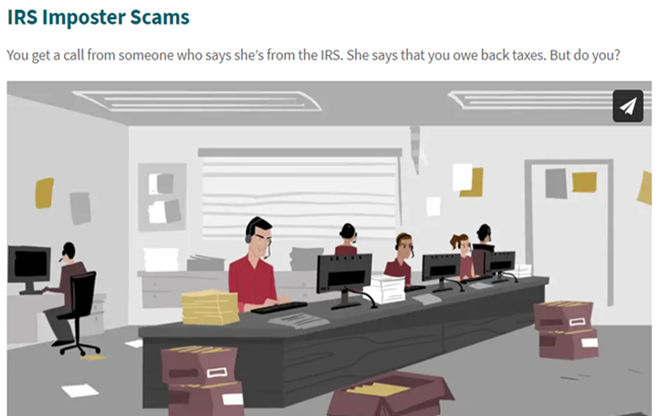 IRS Imposter Scams
You get a call from someone who says she's from the IRS. She says that you owe back taxes. But do you?